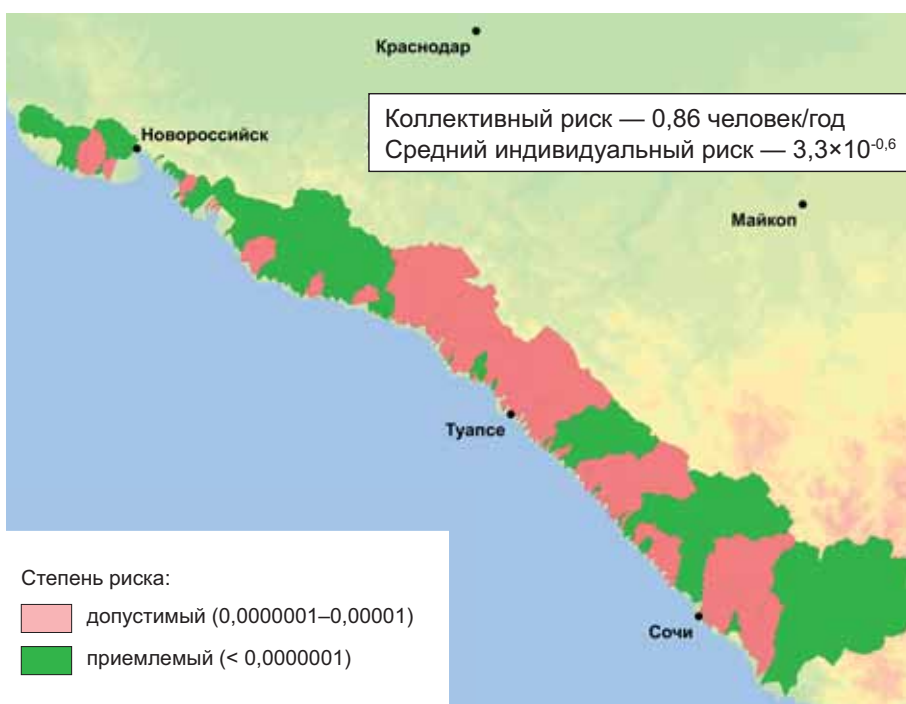 Краснодар
Новороссийск
Коллективный риск — 0,86 человек/год
Средний индивидуальный риск — 3,3×10⁻⁰,⁶
Майкоп
Туапсе
Сочи
Степень риска:
допустимый (0,0000001–0,00001)
приемлемый (< 0,0000001)